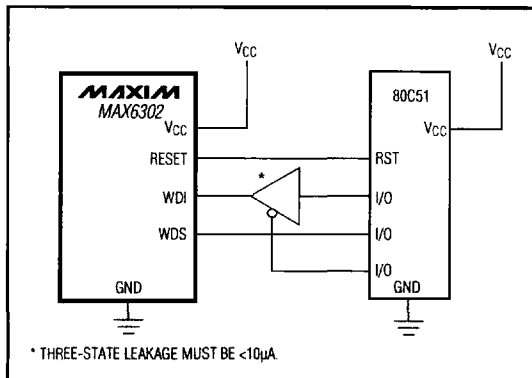 VCC
VCC
MAXIM
MAX6302
80C51
VCC
VCC
RESET
RST
*
WDI
I/O
WDS
I/O
I/O
GND
GND
* THREE-STATE LEAKAGE MUST BE <10µA.